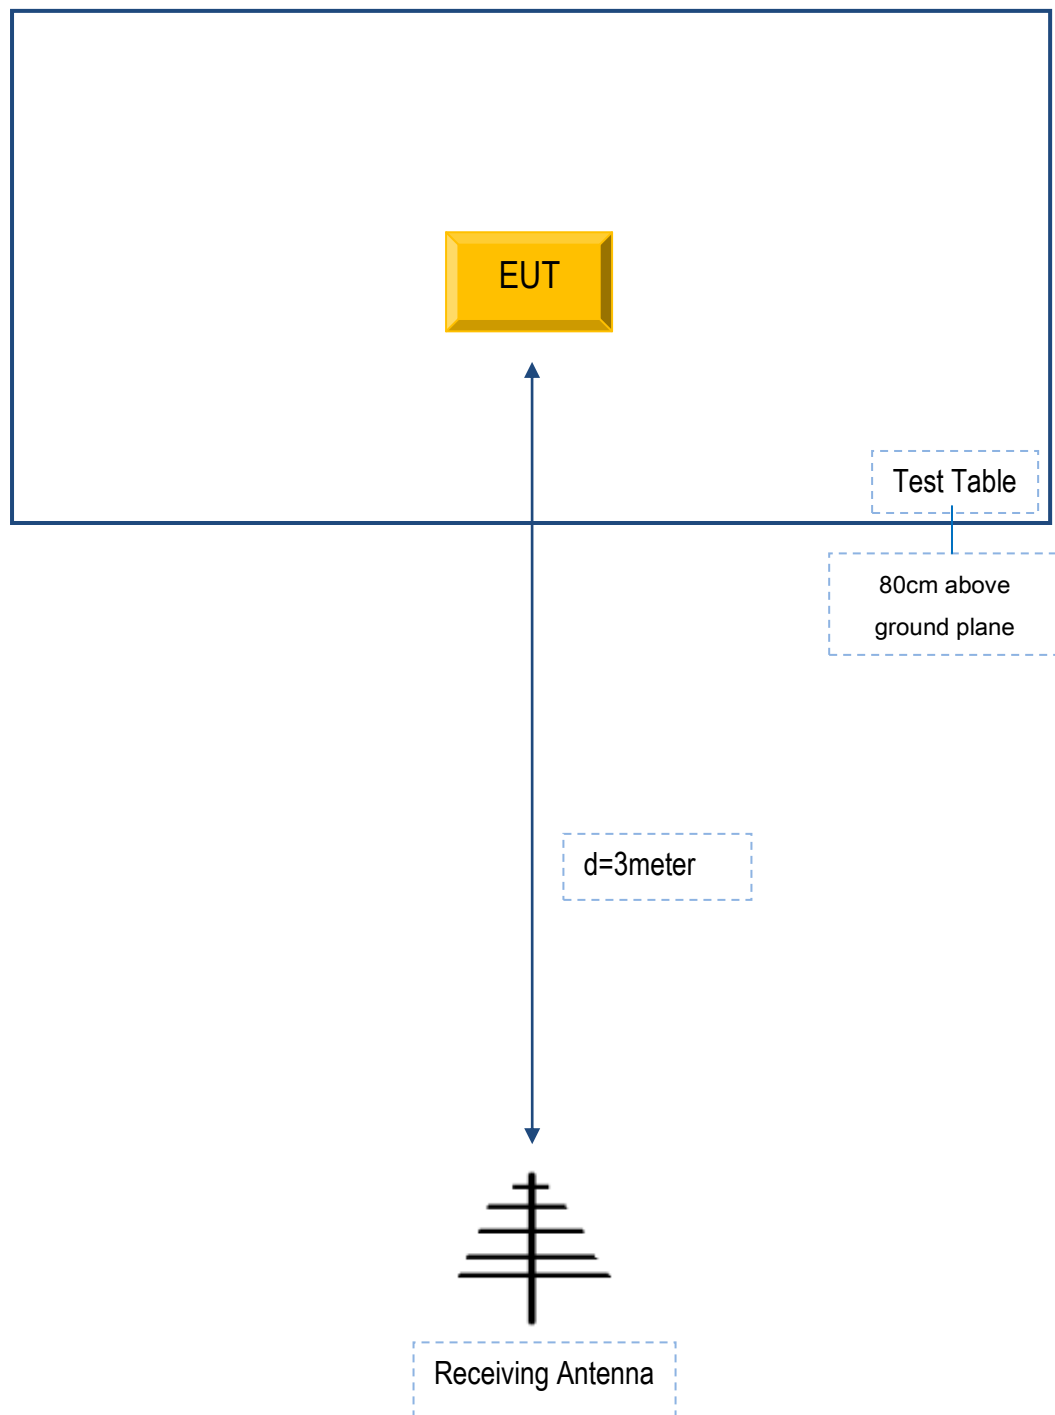 EUT
Test Table
80cm above
ground plane
d=3meter
Receiving Antenna